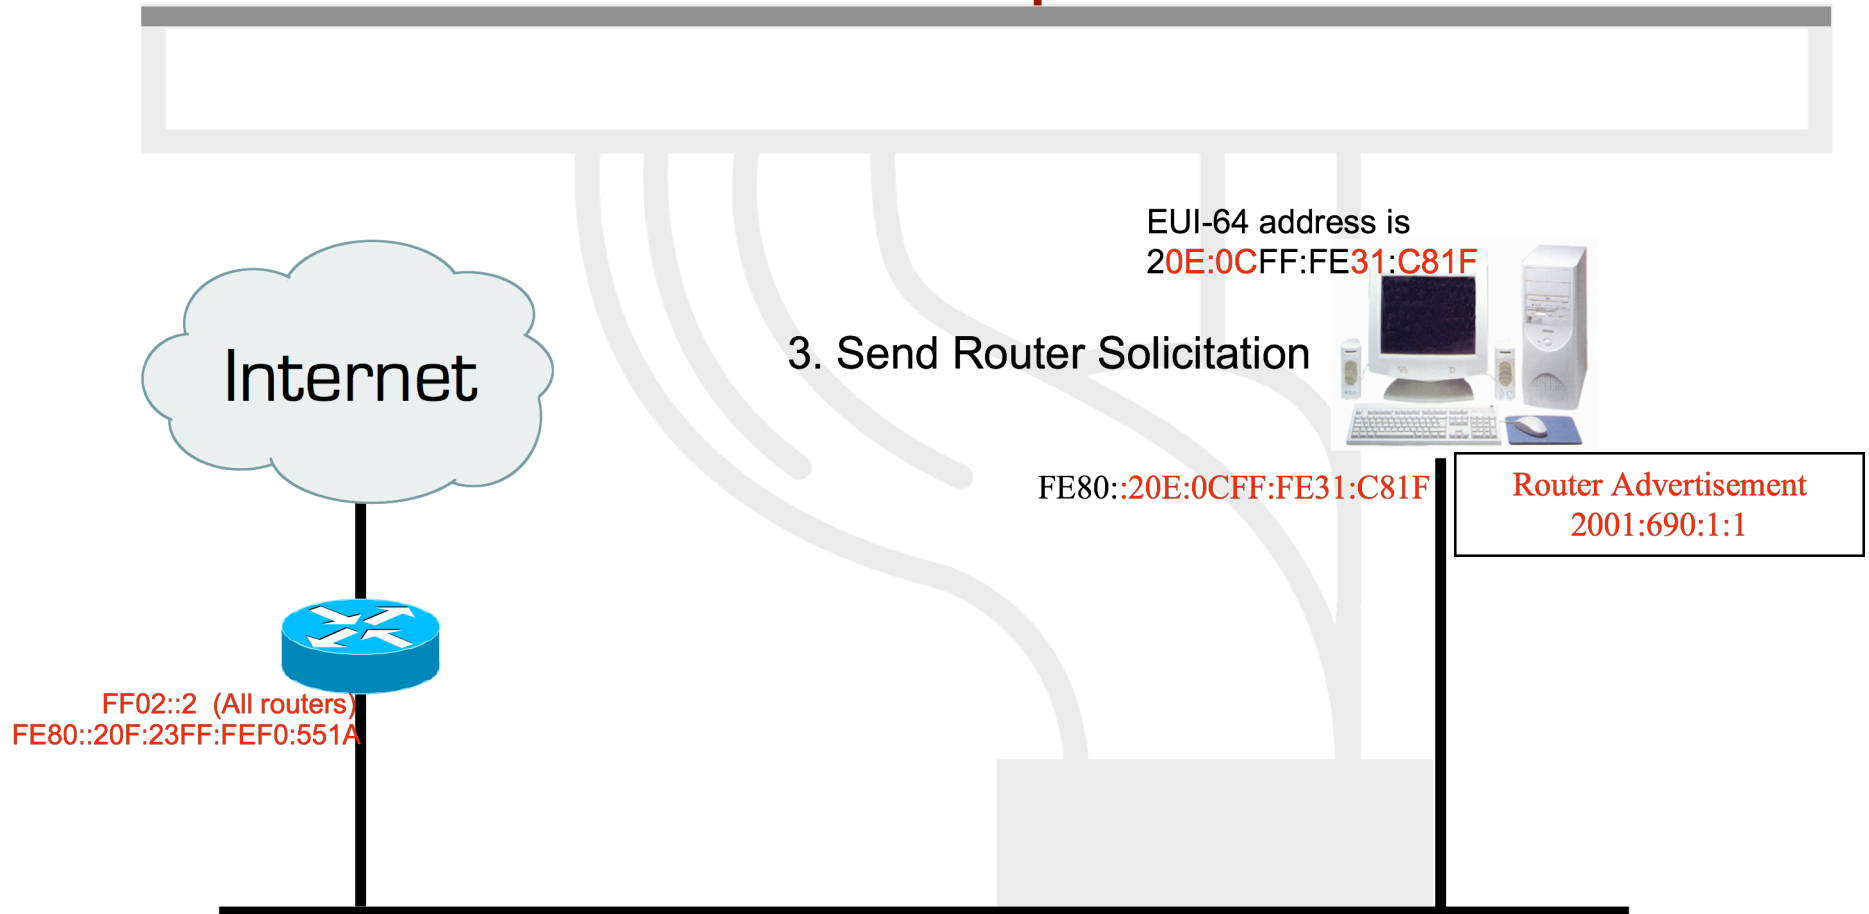 EUI-64 address is
20E:0CFF:FE31:C81F
Internet
3. Send Router Solicitation
FE80::20E:0CFF:FE31:C81F
Router Advertisement
2001:690:1:1
FF02::2 (All routers)
FE80::20F:23FF:FEF0:551A